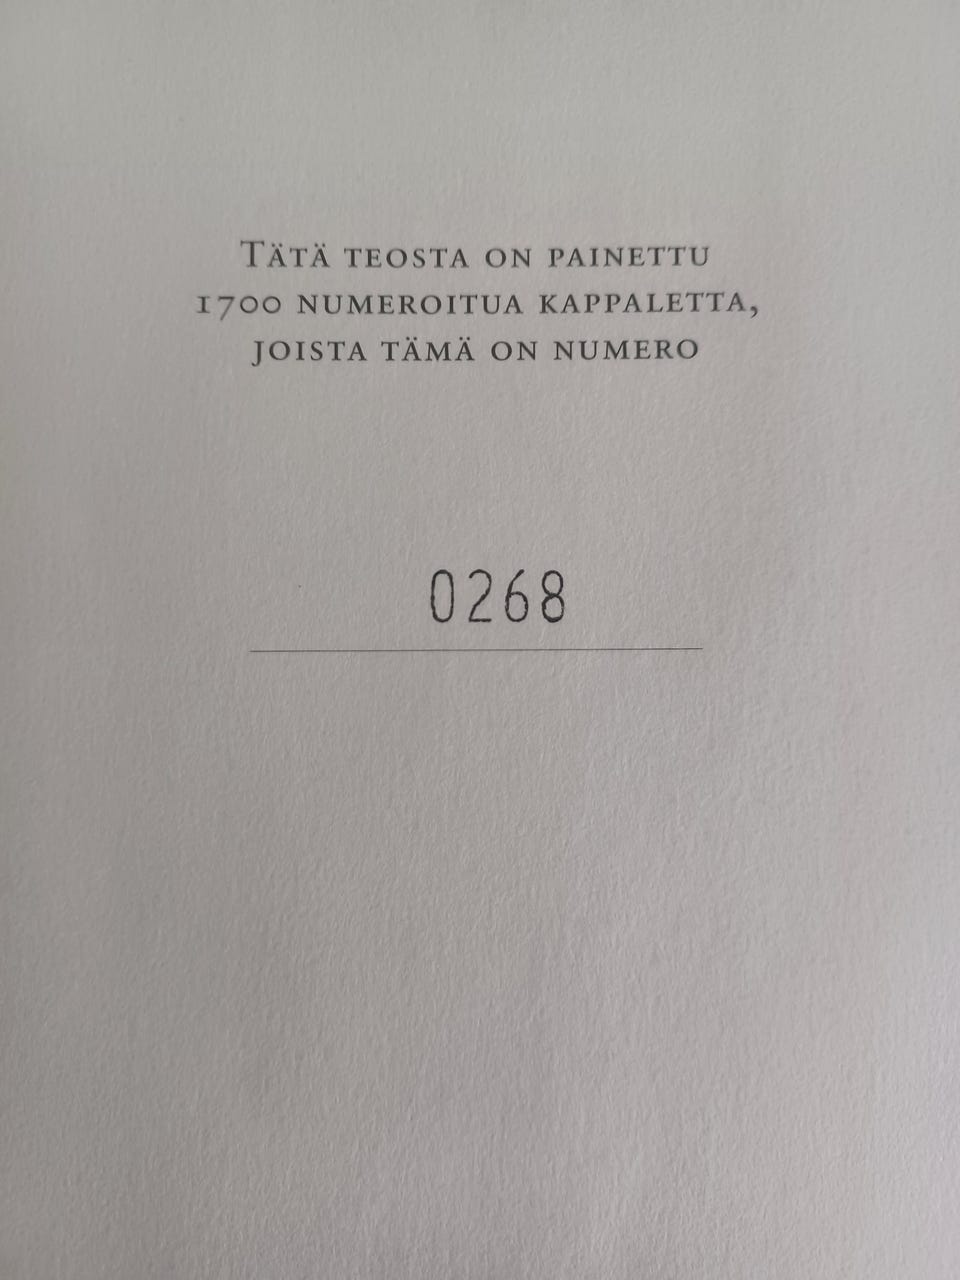 Tätä teosta on painettu
1700 numeroitua kappaletta,
joista tämä on numero
0268